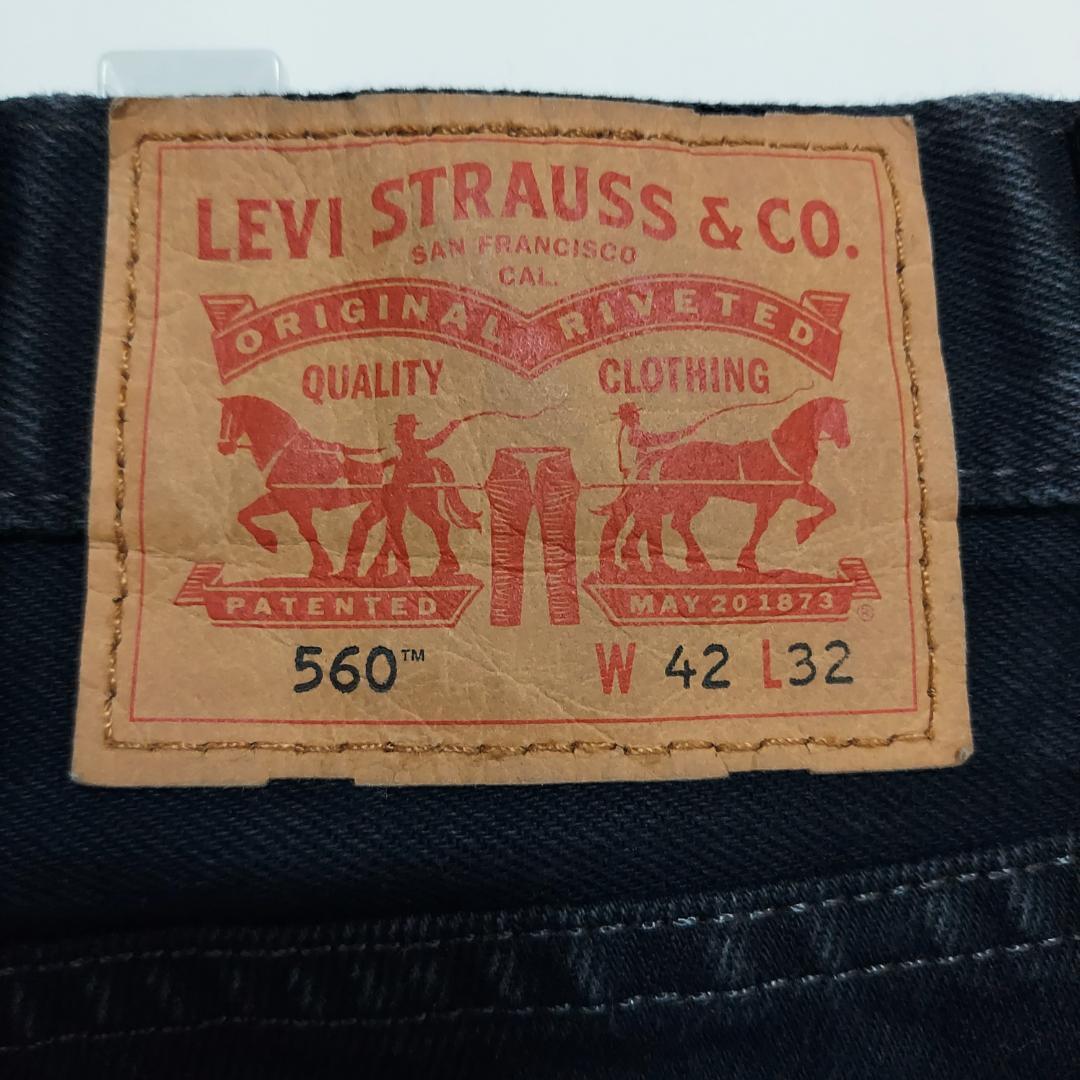 LEVI STRAUSS & CO.
SAN FRANCISCO
CAL.
ORIGINAL RIVETED
QUALITY CLOTHING
PATENTED MAY 20 1873 ®
560™ W 42 L32